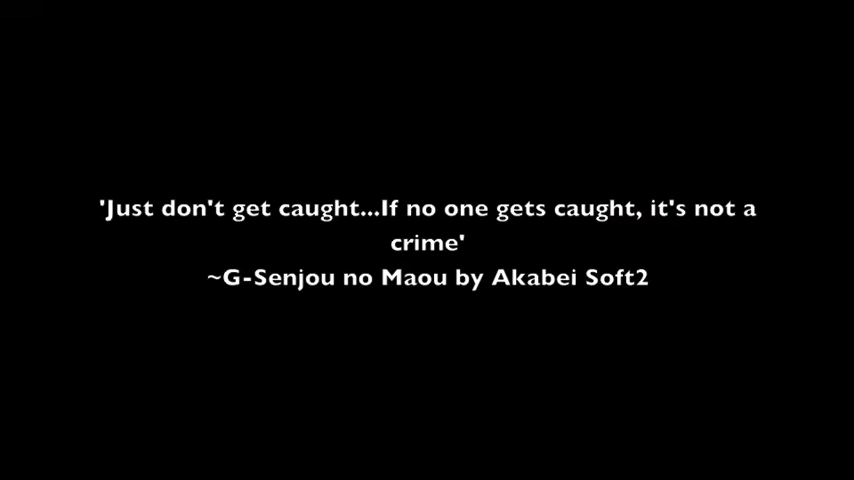 'Just don't get caught...If no one gets caught, it's not a
crime'
~G-Senjou no Maou by Akabei Soft2